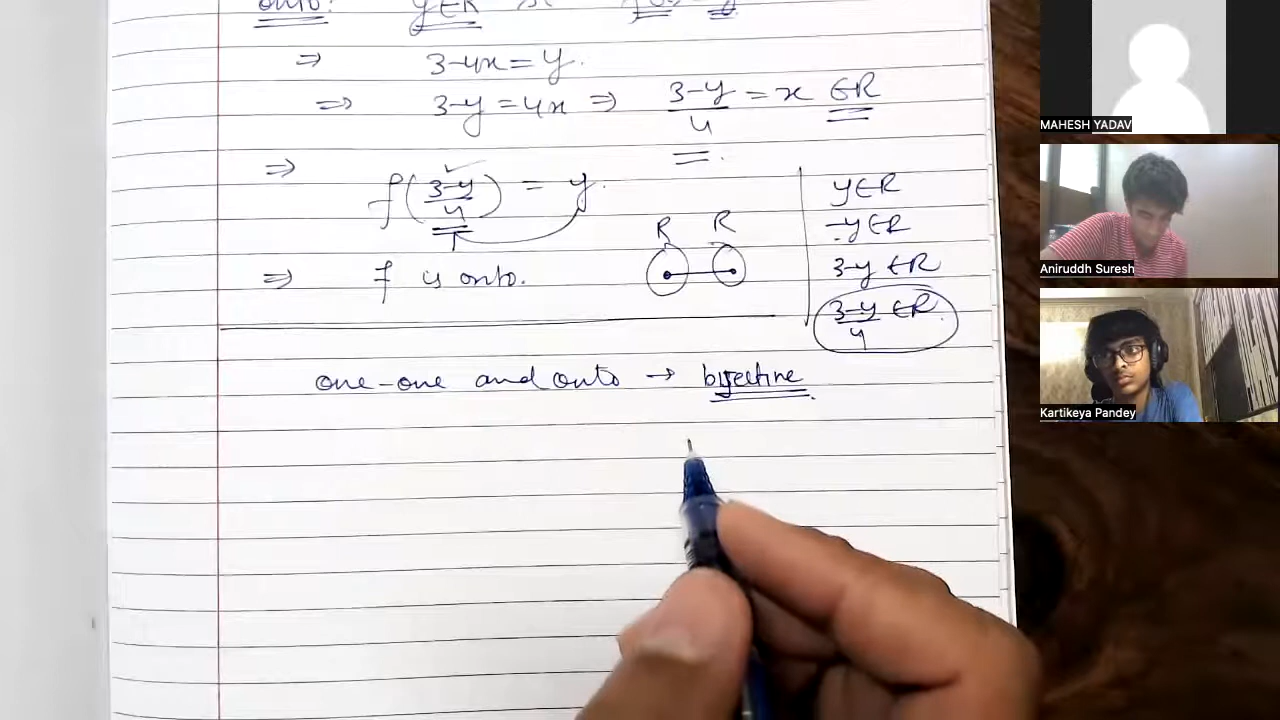 onto: y∈R
⇒ 3-4x=y.
⇒ 3-y=4x ⇒ 3-y/4 = x ∈R
⇒ f(3-y/4) = y.
R R
⇒ f is onto.
y∈R
-y∈R
3-y ∈R
3-y/4 ∈R.
one-one and onto → bijective
MAHESH YADAV
Aniruddh Suresh
Kartikeya Pandey